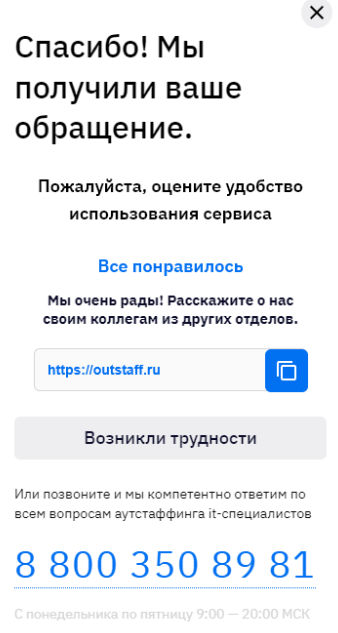 Спасибо! Мы
получили ваше
обращение.
Пожалуйста, оцените удобство
использования сервиса
Все понравилось
Мы очень рады! Расскажите о нас
своим коллегам из других отделов.
https://outstaff.ru
Возникли трудности
Или позвоните и мы компетентно ответим по
всем вопросам аутстаффинга it-специалистов
8 800 350 89 81
С понедельника по пятницу 9:00 — 20:00 МСК